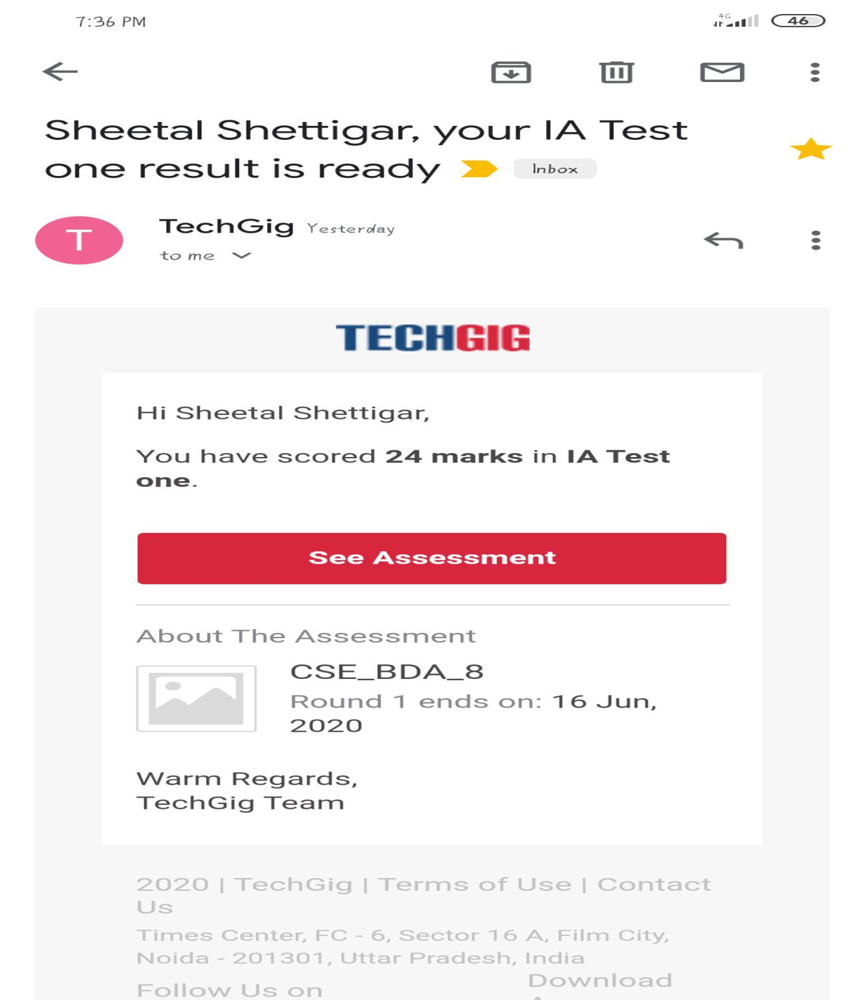 7:36 PM
4G
46
Sheetal Shettigar, your IA Test
one result is ready
Inbox
T
TechGig Yesterday
to me
TECHGIG
Hi Sheetal Shettigar,
You have scored 24 marks in IA Test
one.
See Assessment
About The Assessment
CSE_BDA_8
Round 1 ends on: 16 Jun,
2020
Warm Regards,
TechGig Team
2020 | TechGig | Terms of Use | Contact
Us
Times Center, FC - 6, Sector 16 A, Film City,
Noida - 201301, Uttar Pradesh, India
Follow Us on
Download